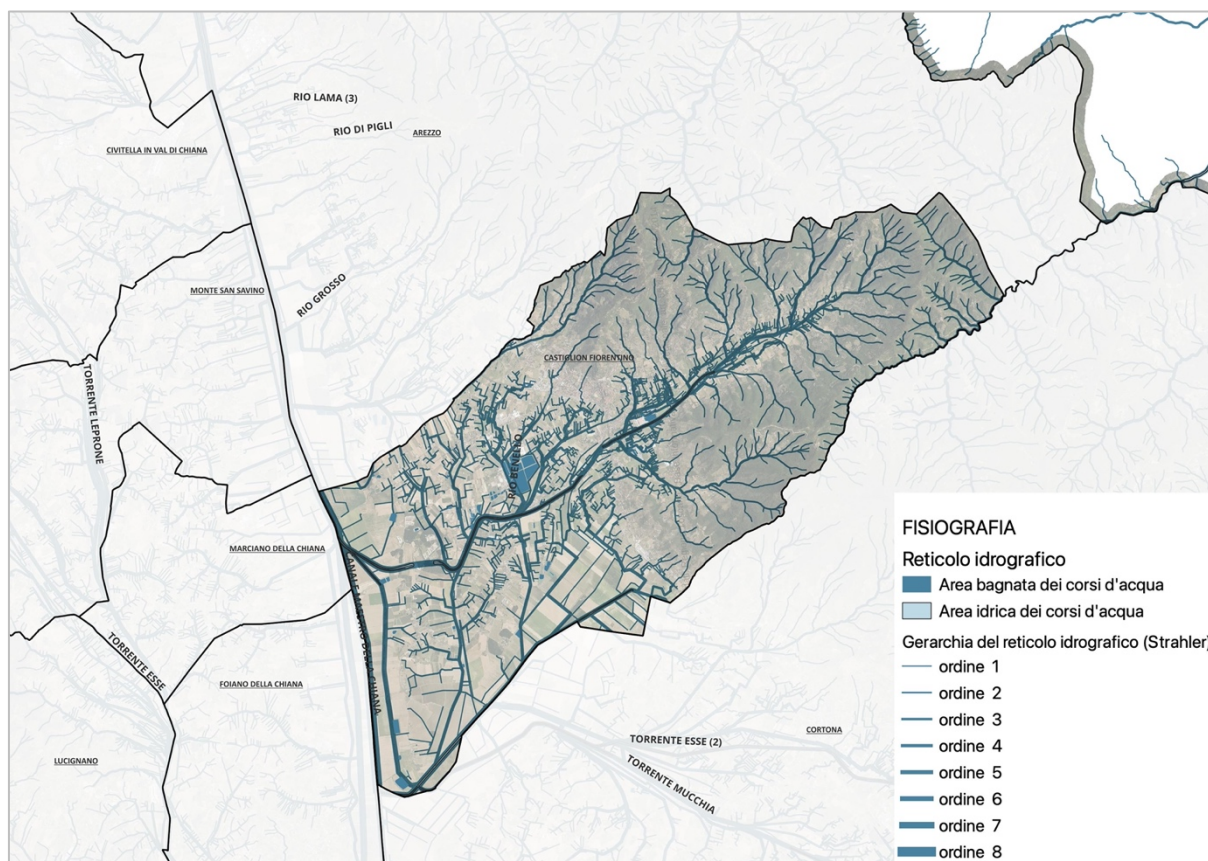 RIO LAMA (3)
RIO DI PIGLI
AREZZO
CIVITELLA IN VAL DI CHIANA
MONTE SAN SAVINO
RIO GROSSO
CASTIGLION FIORENTINO
TORRENTE LEPRONE
RIO BENENSO
MARCIANO DELLA CHIANA
CANALE MAESTRO DELLA CHIANA
TORRENTE ESSE
FOIANO DELLA CHIANA
LUCIGNANO
TORRENTE ESSE (2)
CORTONA
TORRENTE MUCCHIA
FISIOGRAFIA
Reticolo idrografico
Area bagnata dei corsi d'acqua
Area idrica dei corsi d'acqua
Gerarchia del reticolo idrografico (Strahler)
ordine 1
ordine 2
ordine 3
ordine 4
ordine 5
ordine 6
ordine 7
ordine 8